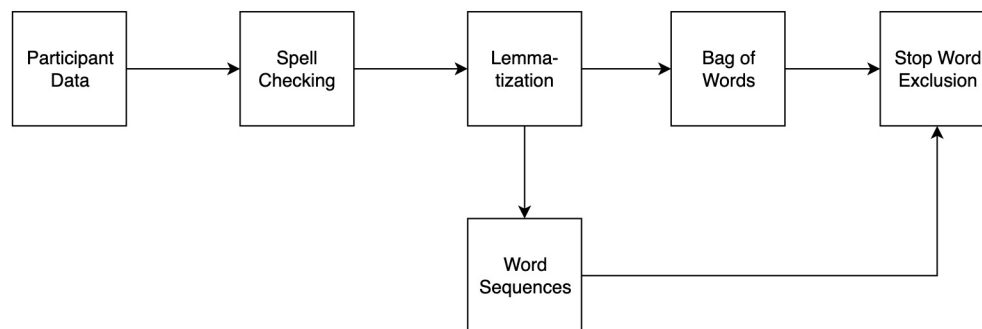 Participant
Data
Spell
Checking
Lemma-
tization
Bag of
Words
Stop Word
Exclusion
Word
Sequences